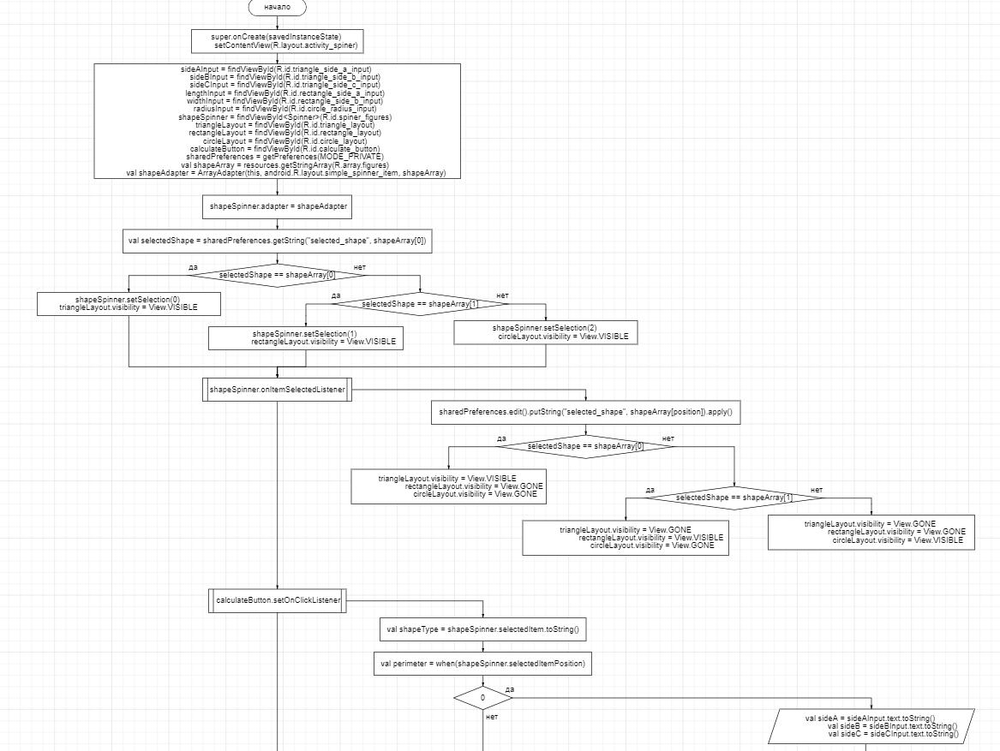 начало
super.onCreate(savedInstanceState)
setContentView(R.layout.activity_spiner)
sideAInput = findViewById(R.id.triangle_side_a_input)
sideBInput = findViewById(R.id.triangle_side_b_input)
sideCInput = findViewById(R.id.triangle_side_c_input)
lengthInput = findViewById(R.id.rectangle_side_a_input)
widthInput = findViewById(R.id.rectangle_side_b_input)
radiusInput = findViewById(R.id.circle_radius_input)
shapeSpinner = findViewById<Spinner>(R.id.spiner_figures)
triangleLayout = findViewById(R.id.triangle_layout)
rectangleLayout = findViewById(R.id.rectangle_layout)
circleLayout = findViewById(R.id.circle_layout)
calculateButton = findViewById(R.id.calculate_button)
sharedPreferences = getPreferences(MODE_PRIVATE)
val shapeArray = resources.getStringArray(R.array.figures)
val shapeAdapter = ArrayAdapter(this, android.R.layout.simple_spinner_item, shapeArray)
shapeSpinner.adapter = shapeAdapter
val selectedShape = sharedPreferences.getString("selected_shape", shapeArray[0])
да
нет
selectedShape == shapeArray[0]
shapeSpinner.setSelection(0)
triangleLayout.visibility = View.VISIBLE
да
нет
selectedShape == shapeArray[1]
shapeSpinner.setSelection(1)
rectangleLayout.visibility = View.VISIBLE
shapeSpinner.setSelection(2)
circleLayout.visibility = View.VISIBLE
shapeSpinner.onItemSelectedListener
sharedPreferences.edit().putString("selected_shape", shapeArray[position]).apply()
да
нет
selectedShape == shapeArray[0]
triangleLayout.visibility = View.VISIBLE
rectangleLayout.visibility = View.GONE
circleLayout.visibility = View.GONE
да
нет
selectedShape == shapeArray[1]
triangleLayout.visibility = View.GONE
rectangleLayout.visibility = View.VISIBLE
circleLayout.visibility = View.GONE
triangleLayout.visibility = View.GONE
rectangleLayout.visibility = View.GONE
circleLayout.visibility = View.VISIBLE
calculateButton.setOnClickListener
val shapeType = shapeSpinner.selectedItem.toString()
val perimeter = when(shapeSpinner.selectedItemPosition)
да
0
нет
val sideA = sideAInput.text.toString()
val sideB = sideBInput.text.toString()
val sideC = sideCInput.text.toString()